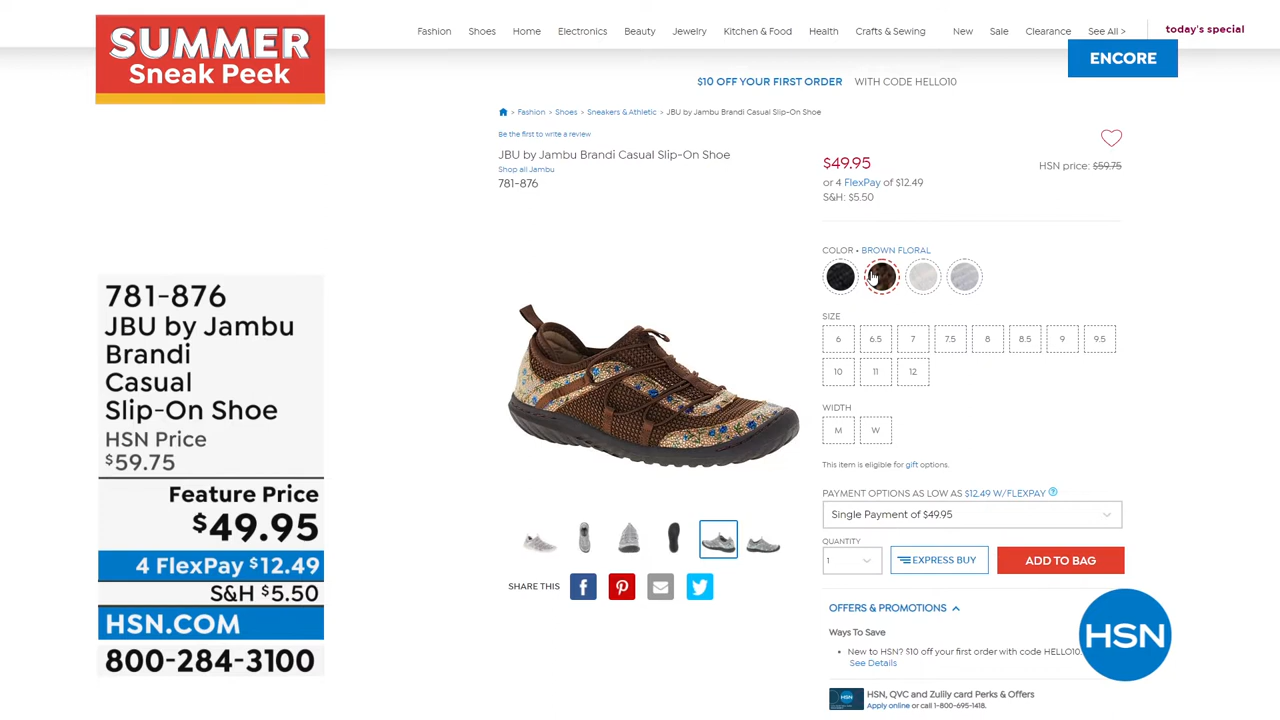 SUMMER
Sneak Peek
Fashion Shoes Home Electronics Beauty Jewelry Kitchen & Food Health Crafts & Sewing New Sale Clearance See All > today's special
ENCORE
$10 OFF YOUR FIRST ORDER WITH CODE HELLO10
> Fashion > Shoes > Sneakers & Athletic > JBU by Jambu Brandi Casual Slip-On Shoe
Be the first to write a review
JBU by Jambu Brandi Casual Slip-On Shoe
Shop all Jambu
781-876
$49.95
HSN price: $59.75
or 4 FlexPay of $12.49
S&H: $5.50
COLOR • BROWN FLORAL
SIZE
6 6.5 7 7.5 8 8.5 9 9.5
10 11 12
WIDTH
M W
This item is eligible for gift options.
PAYMENT OPTIONS AS LOW AS $12.49 W/FLEXPAY ?
Single Payment of $49.95
QUANTITY
1
EXPRESS BUY
ADD TO BAG
SHARE THIS
OFFERS & PROMOTIONS
Ways To Save
• New to HSN? $10 off your first order with code HELLO10.
See Details
HSN, QVC and Zulily card Perks & Offers
Apply online or call 1-800-695-1418.
HSN
781-876
JBU by Jambu
Brandi
Casual
Slip-On Shoe
HSN Price
$59.75
Feature Price
$49.95
4 FlexPay $12.49
S&H $5.50
HSN.COM
800-284-3100